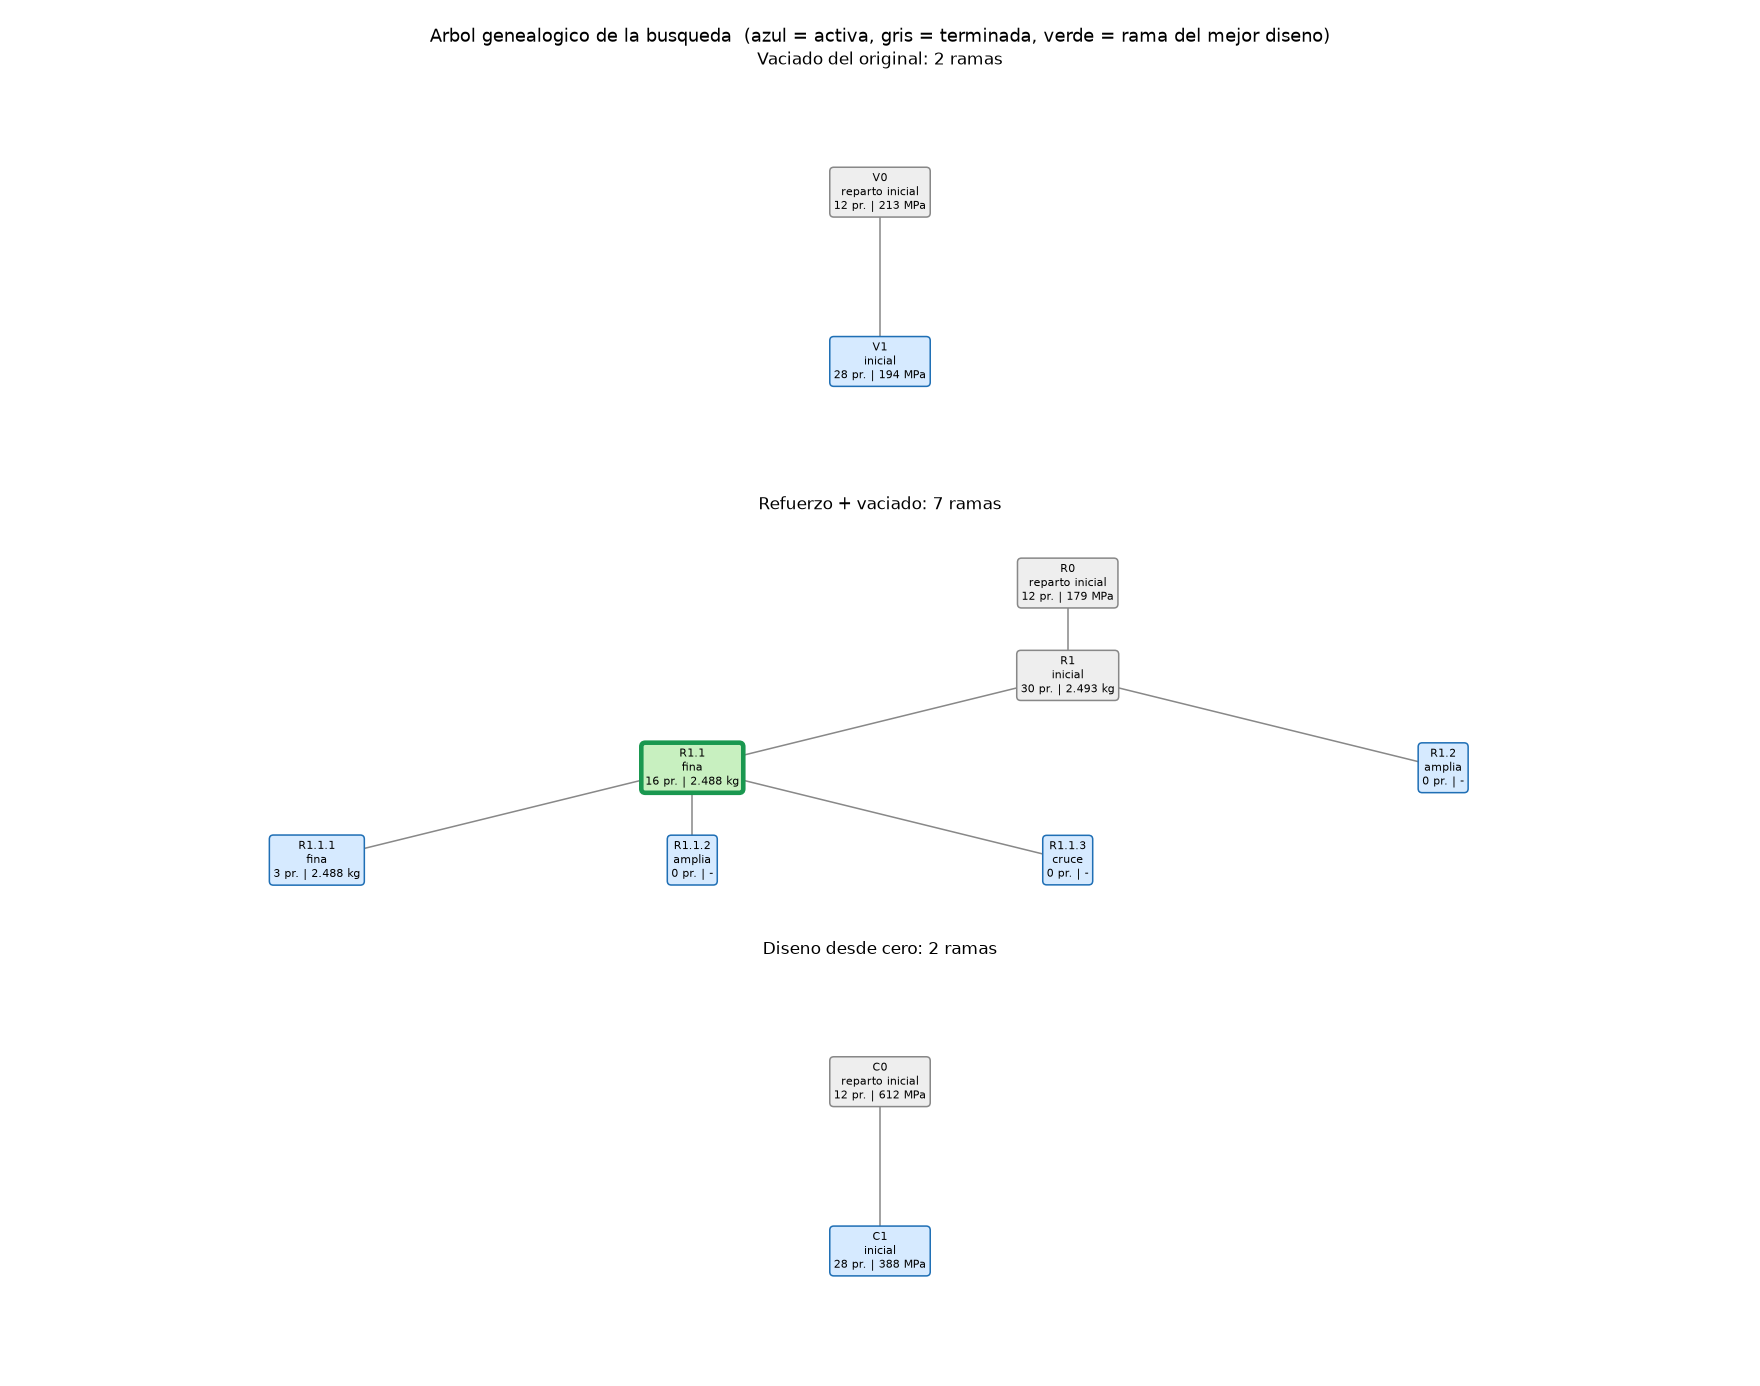 Arbol genealogico de la busqueda  (azul = activa, gris = terminada, verde = rama del mejor diseno)
Vaciado del original: 2 ramas
V0
reparto inicial
12 pr. | 213 MPa
V1
inicial
28 pr. | 194 MPa
Refuerzo + vaciado: 7 ramas
R0
reparto inicial
12 pr. | 179 MPa
R1
inicial
30 pr. | 2.493 kg
R1.1
fina
16 pr. | 2.488 kg
R1.2
amplia
0 pr. | -
R1.1.1
fina
3 pr. | 2.488 kg
R1.1.2
amplia
0 pr. | -
R1.1.3
cruce
0 pr. | -
Diseno desde cero: 2 ramas
C0
reparto inicial
12 pr. | 612 MPa
C1
inicial
28 pr. | 388 MPa